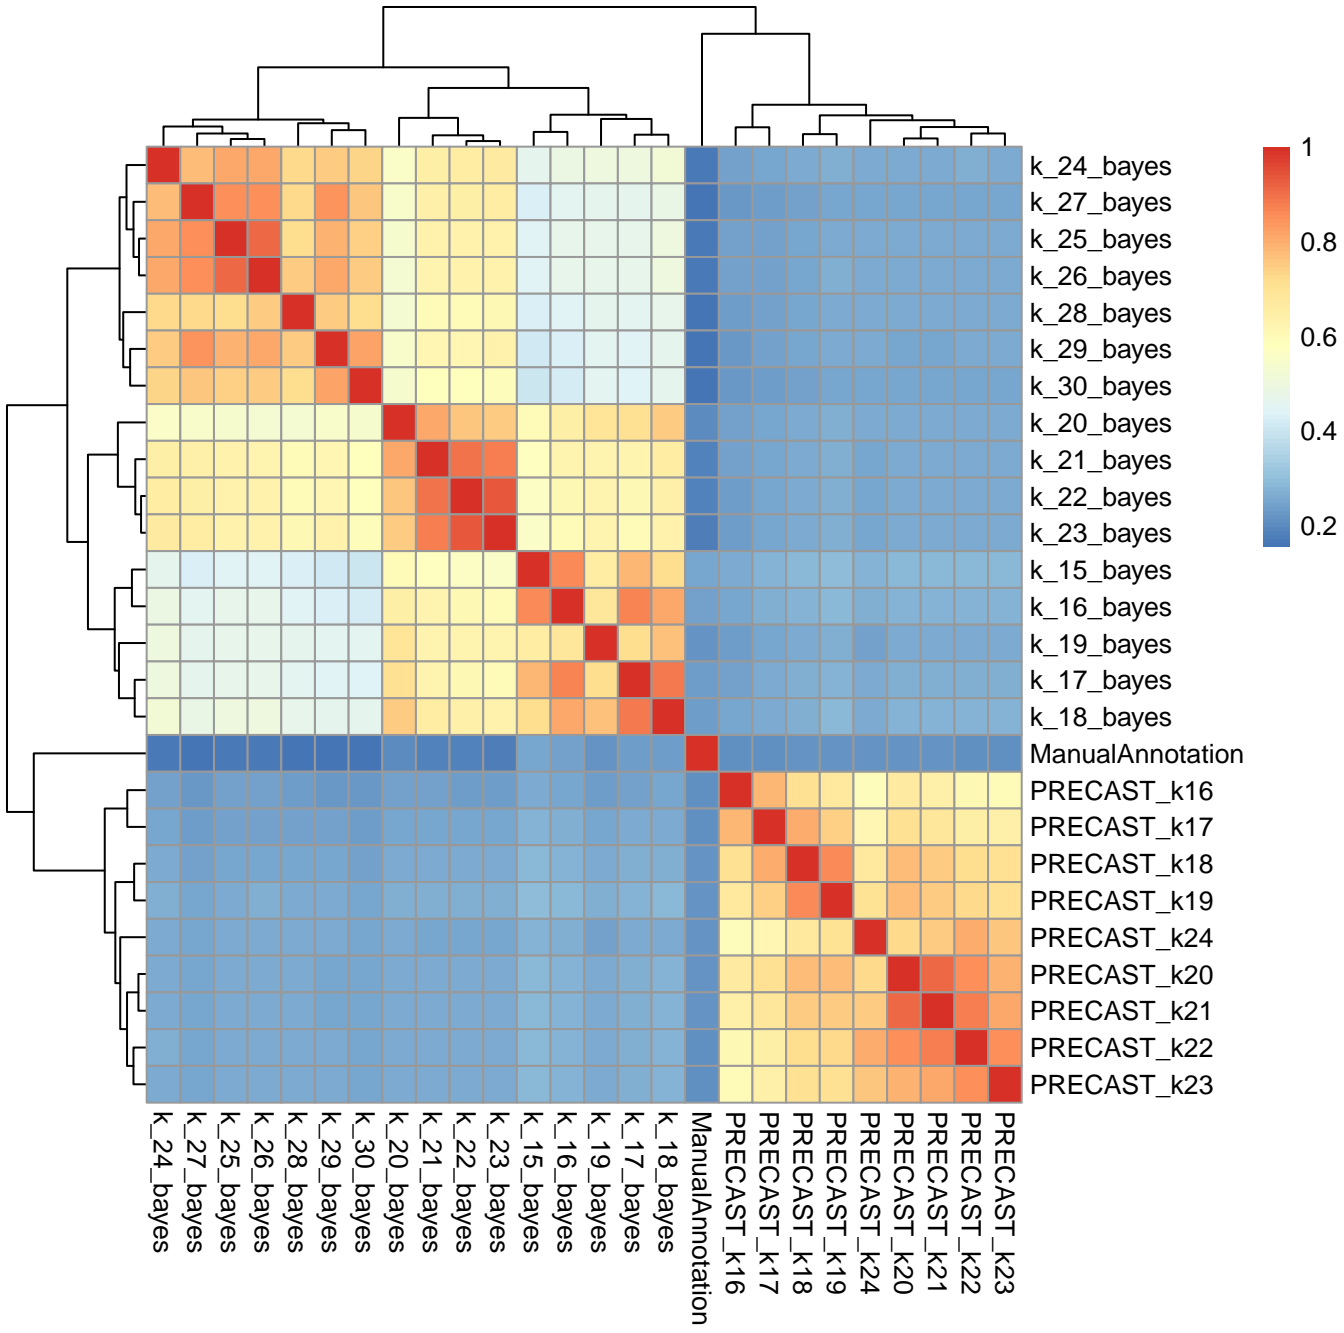 k_24_bayes
k_27_bayes
k_25_bayes
k_26_bayes
k_28_bayes
k_29_bayes
k_30_bayes
k_20_bayes
k_21_bayes
k_22_bayes
k_23_bayes
k_15_bayes
k_16_bayes
k_19_bayes
k_17_bayes
k_18_bayes
ManualAnnotation
PRECAST_k16
PRECAST_k17
PRECAST_k18
PRECAST_k19
PRECAST_k24
PRECAST_k20
PRECAST_k21
PRECAST_k22
PRECAST_k23
1
0.8
0.6
0.4
0.2
k_24_bayes
k_27_bayes
k_25_bayes
k_26_bayes
k_28_bayes
k_29_bayes
k_30_bayes
k_20_bayes
k_21_bayes
k_22_bayes
k_23_bayes
k_15_bayes
k_16_bayes
k_19_bayes
k_17_bayes
k_18_bayes
ManualAnnotation
PRECAST_k16
PRECAST_k17
PRECAST_k18
PRECAST_k19
PRECAST_k24
PRECAST_k20
PRECAST_k21
PRECAST_k22
PRECAST_k23